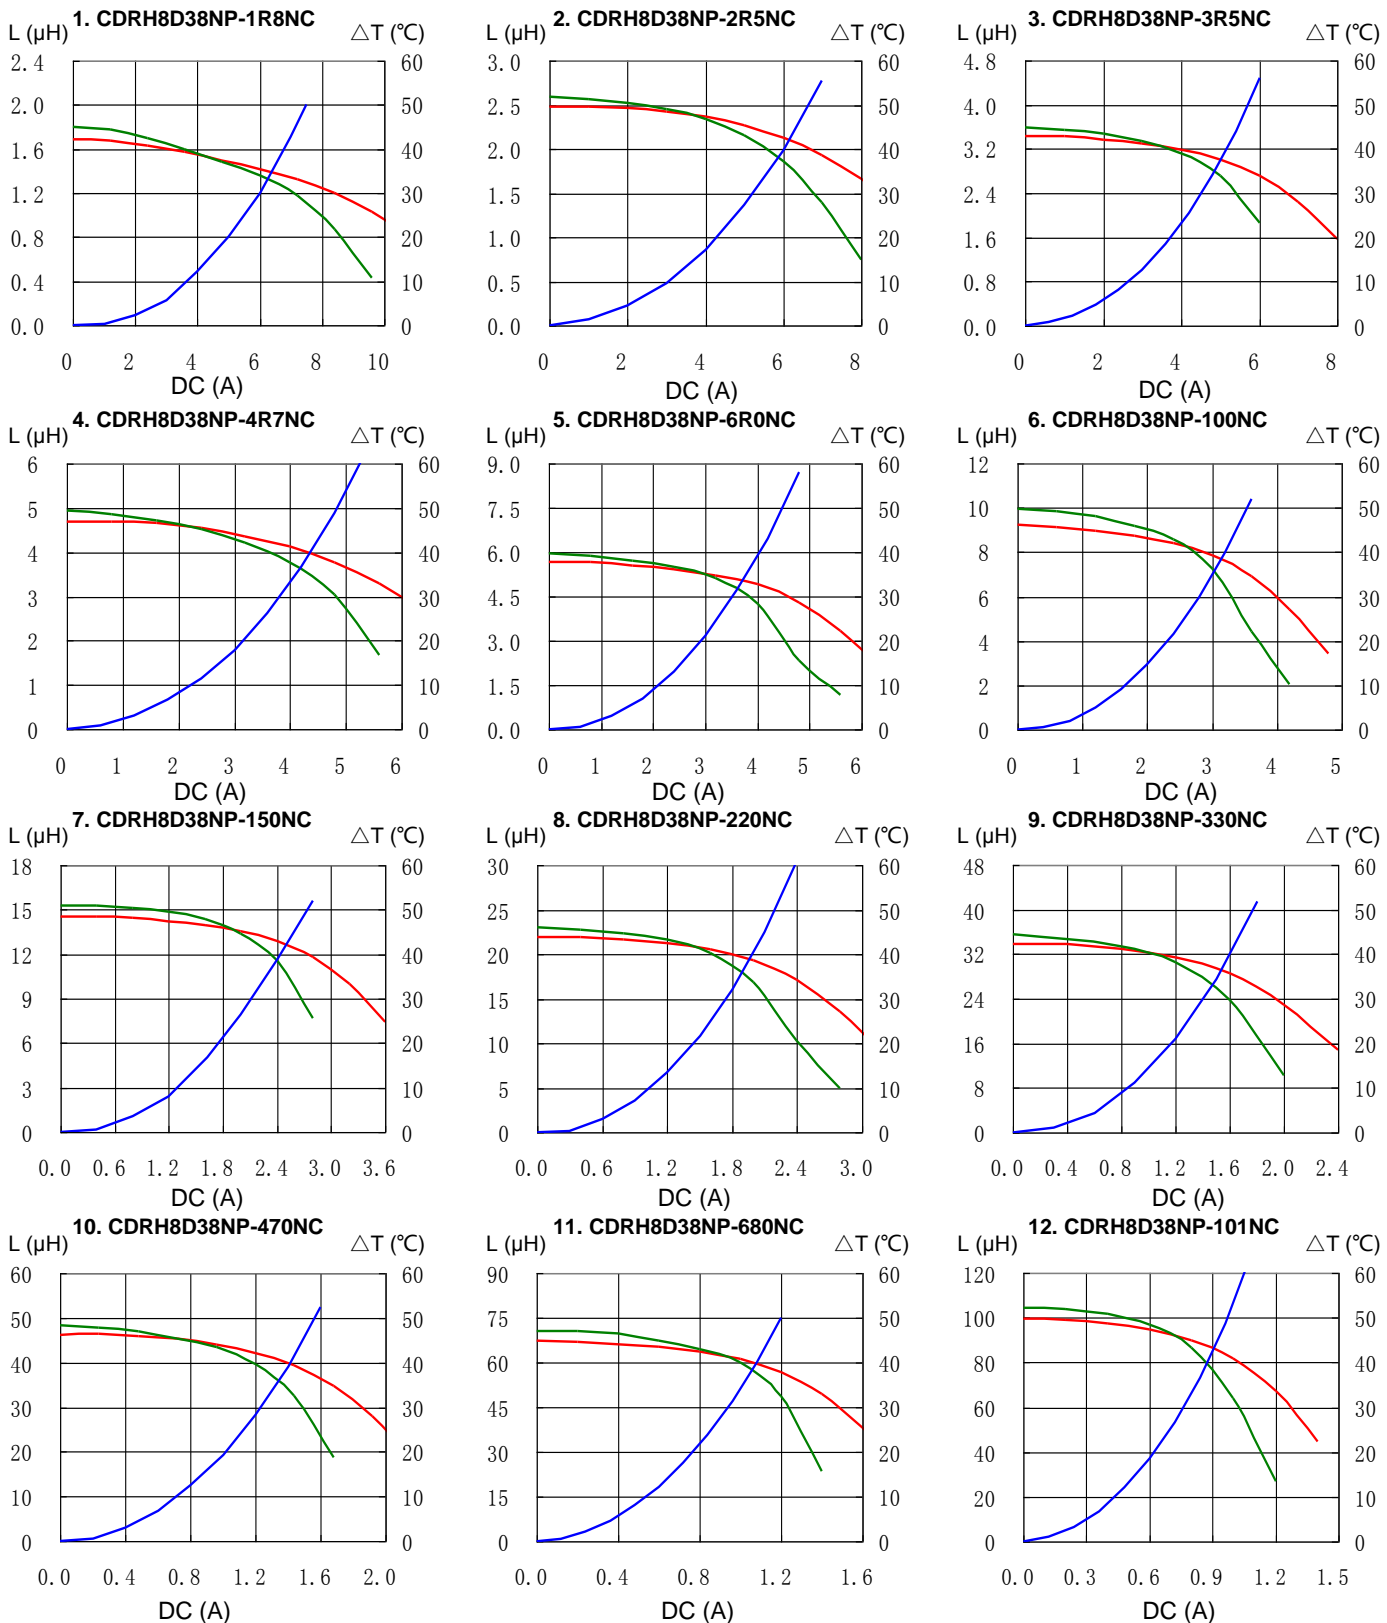 1. CDRH8D38NP-1R8NC
L (μH) △T (℃)
2.4 60
2.0 50
1.6 40
1.2 30
0.8 20
0.4 10
0.0 0
0 2 4 6 8 10
DC (A)
2. CDRH8D38NP-2R5NC
L (μH) △T (℃)
3.0 60
2.5 50
2.0 40
1.5 30
1.0 20
0.5 10
0.0 0
0 2 4 6 8
DC (A)
3. CDRH8D38NP-3R5NC
L (μH) △T (℃)
4.8 60
4.0 50
3.2 40
2.4 30
1.6 20
0.8 10
0.0 0
0 2 4 6 8
DC (A)
4. CDRH8D38NP-4R7NC
L (μH) △T (℃)
6 60
5 50
4 40
3 30
2 20
1 10
0 0
0 1 2 3 4 5 6
DC (A)
5. CDRH8D38NP-6R0NC
L (μH) △T (℃)
9.0 60
7.5 50
6.0 40
4.5 30
3.0 20
1.5 10
0.0 0
0 1 2 3 4 5 6
DC (A)
6. CDRH8D38NP-100NC
L (μH) △T (℃)
12 60
10 50
8 40
6 30
4 20
2 10
0 0
0 1 2 3 4 5
DC (A)
7. CDRH8D38NP-150NC
L (μH) △T (℃)
18 60
15 50
12 40
9 30
6 20
3 10
0 0
0.0 0.6 1.2 1.8 2.4 3.0 3.6
DC (A)
8. CDRH8D38NP-220NC
L (μH) △T (℃)
30 60
25 50
20 40
15 30
10 20
5 10
0 0
0.0 0.6 1.2 1.8 2.4 3.0
DC (A)
9. CDRH8D38NP-330NC
L (μH) △T (℃)
48 60
40 50
32 40
24 30
16 20
8 10
0 0
0.0 0.4 0.8 1.2 1.6 2.0 2.4
DC (A)
10. CDRH8D38NP-470NC
L (μH) △T (℃)
60 60
50 50
40 40
30 30
20 20
10 10
0 0
0.0 0.4 0.8 1.2 1.6 2.0
DC (A)
11. CDRH8D38NP-680NC
L (μH) △T (℃)
90 60
75 50
60 40
45 30
30 20
15 10
0 0
0.0 0.4 0.8 1.2 1.6
DC (A)
12. CDRH8D38NP-101NC
L (μH) △T (℃)
120 60
100 50
80 40
60 30
40 20
20 10
0 0
0.0 0.3 0.6 0.9 1.2 1.5
DC (A)